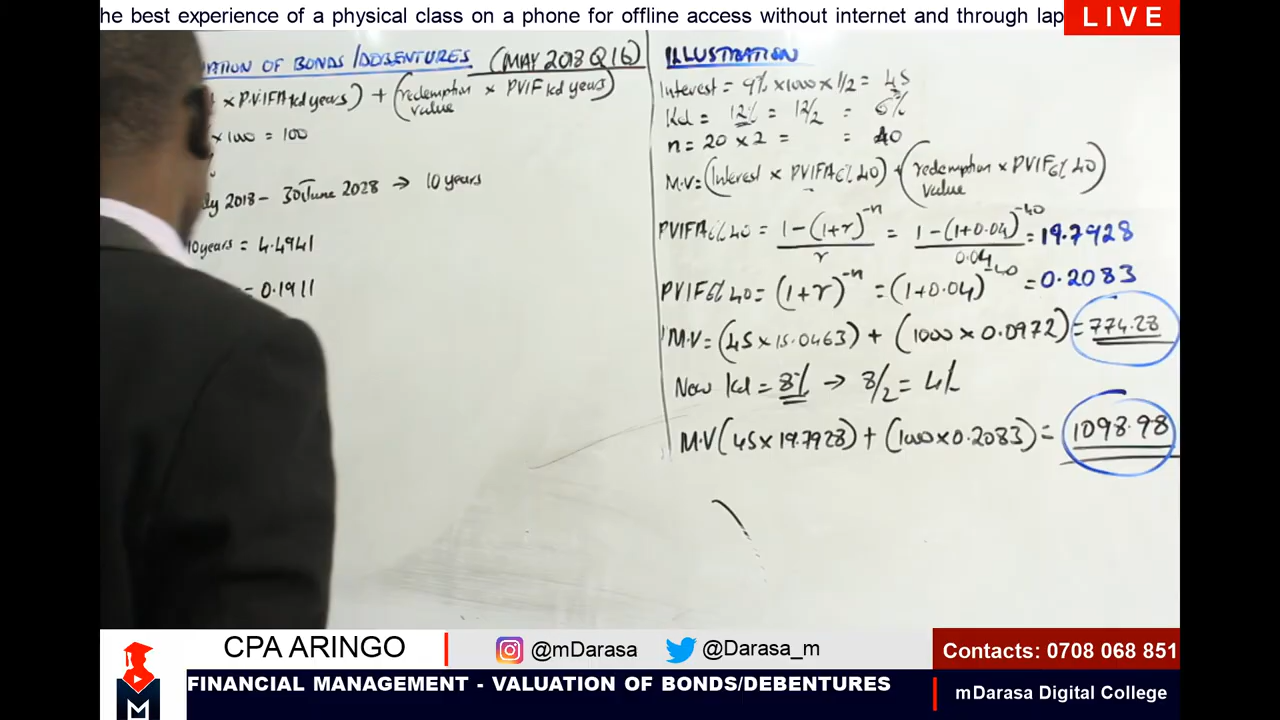 he best experience of a physical class on a phone for offline access without internet and through lap
LIVE
ATION OF BONDS/DEBENTURES (MAY 2018 Q16)
x PVIFA kd years) + (redemption value x PVIF kd years)
x 1000 = 100
ly 2018 - 30 June 2028 → 10 years
10 years = 4.4941
= 0.1911
ILLUSTRATION
Interest = 9% x 1000 x 1/2 = 45
Kd = 12% = 12/2 = 6%
n = 20 x 2 = = 40
M.V = (Interest x PVIFA 6% 40) + (redemption value x PVIF 6% 40)
PVIFA 6% 40 = 1-(1+r)^-n / r = 1-(1+0.04)^-40 / 0.04 = 19.7928
PVIF 6% 40 = (1+r)^-n = (1+0.04)^-40 = 0.2083
M.V = (45 x 15.0463) + (1000 x 0.0972) = 774.28
New Kd = 8% → 8/2 = 4%
M.V (45 x 19.7928) + (1000 x 0.2083) = 1098.98
CPA ARINGO
@mDarasa
@Darasa_m
Contacts: 0708 068 851
FINANCIAL MANAGEMENT - VALUATION OF BONDS/DEBENTURES
mDarasa Digital College